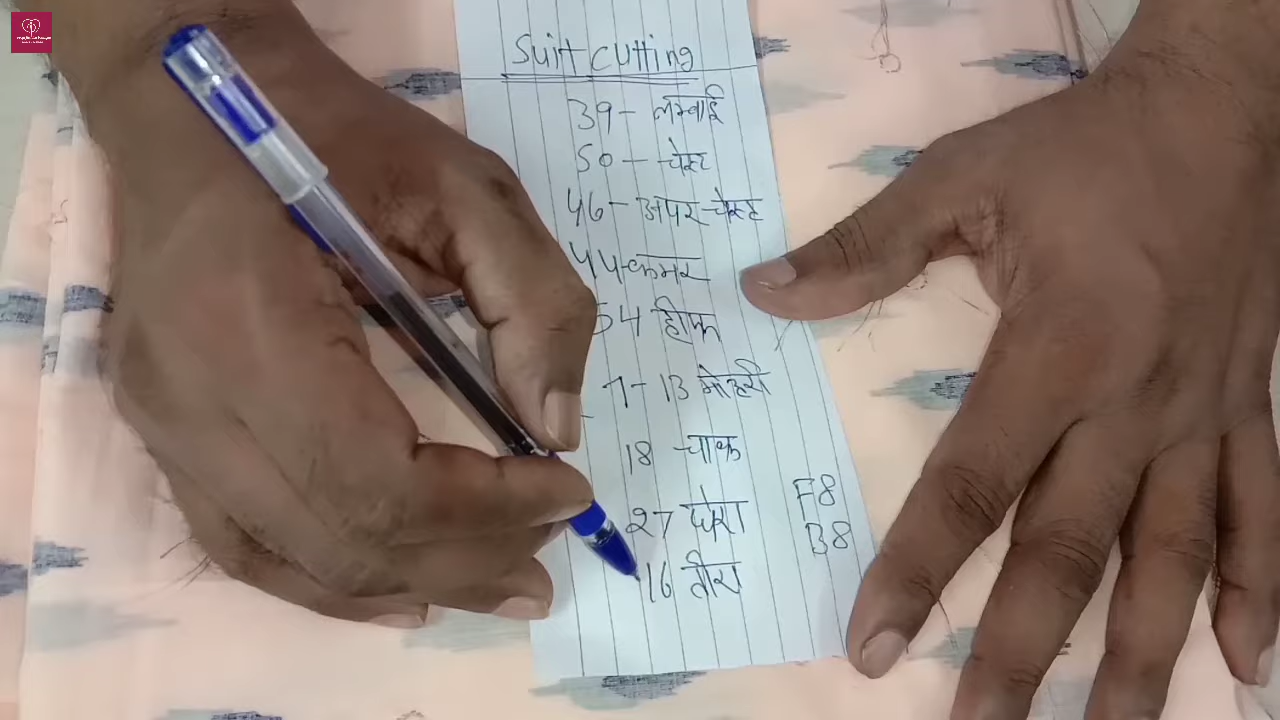 Suit Cutting
39 - लम्बाई
50 - चेस्ट
46 - अपर चेस्ट
44 - कमर
54 हीप्क
7 - 13 मोहरी
18 चाक
27 घेरा
F8
B8
16 तीरा